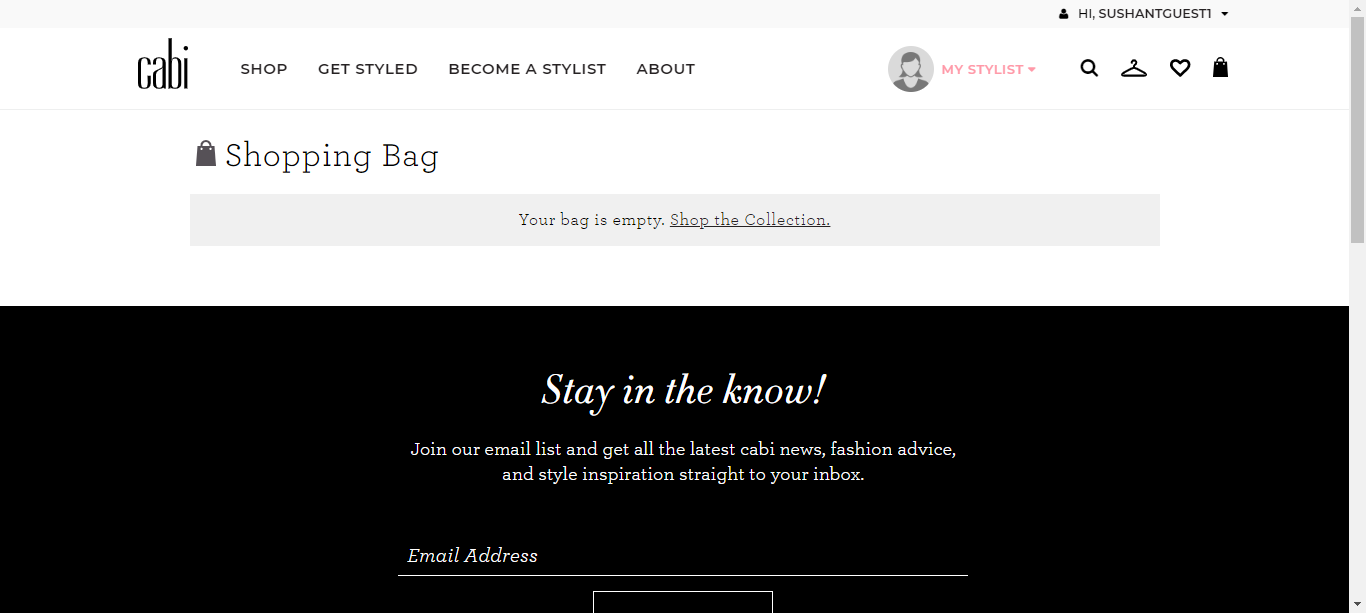 HI, SUSHANTGUEST1
cabi
SHOP GET STYLED BECOME A STYLIST ABOUT MY STYLIST
Shopping Bag
Your bag is empty. Shop the Collection.
Stay in the know!
Join our email list and get all the latest cabi news, fashion advice,
and style inspiration straight to your inbox.
Email Address